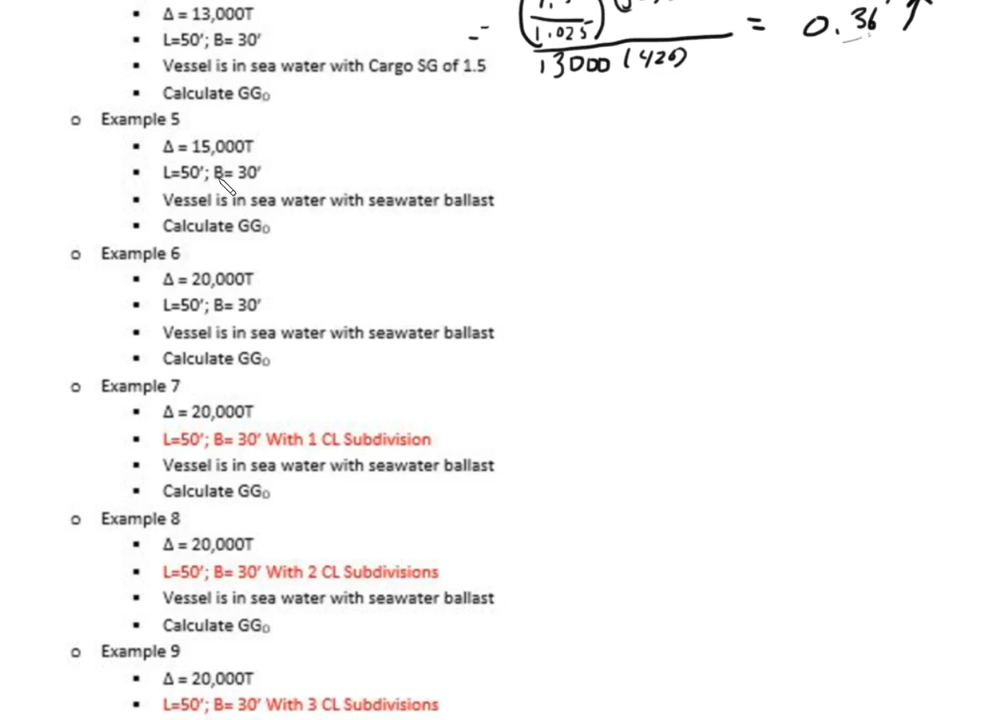 Δ = 13,000T
L=50'; B= 30'
Vessel is in sea water with Cargo SG of 1.5
Calculate GG₀
1.025
13000 (420)
= 0.36' ↑
Example 5
Δ = 15,000T
L=50'; B= 30'
Vessel is in sea water with seawater ballast
Calculate GG₀
Example 6
Δ = 20,000T
L=50'; B= 30'
Vessel is in sea water with seawater ballast
Calculate GG₀
Example 7
Δ = 20,000T
L=50'; B= 30' With 1 CL Subdivision
Vessel is in sea water with seawater ballast
Calculate GG₀
Example 8
Δ = 20,000T
L=50'; B= 30' With 2 CL Subdivisions
Vessel is in sea water with seawater ballast
Calculate GG₀
Example 9
Δ = 20,000T
L=50'; B= 30' With 3 CL Subdivisions